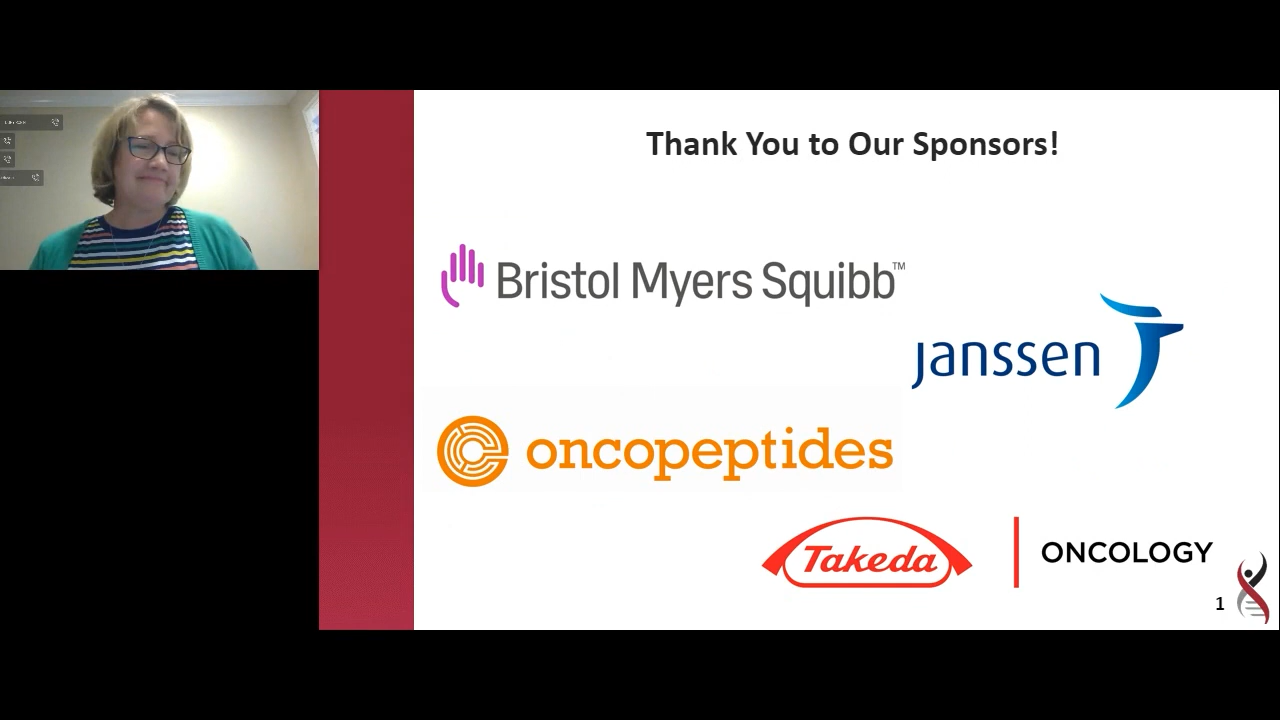 Thank You to Our Sponsors!
Bristol Myers Squibb™
janssen
oncopeptides
Takeda
ONCOLOGY
1